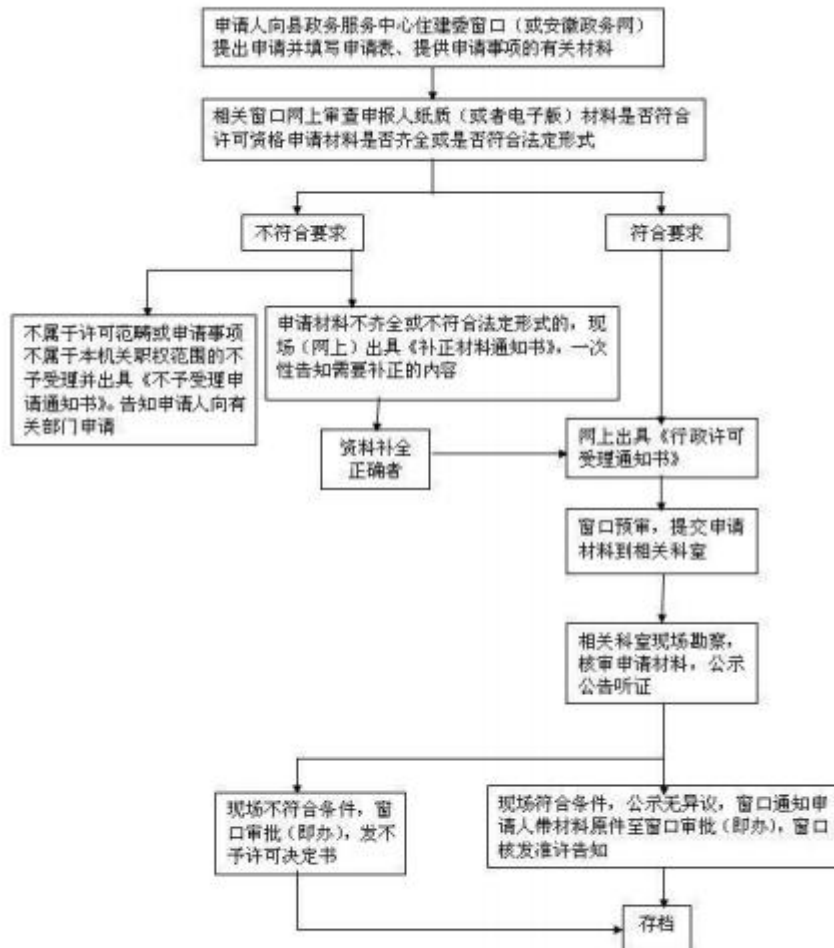 申请人向县政务服务中心住建委窗口（或安徽政务网）
提出申请并填写申请表、提供申请事项的有关材料
相关窗口网上审查申报人纸质（或者电子版）材料是否符合
许可资格申请材料是否齐全或是否符合法定形式
不符合要求
符合要求
不属于许可范畴或申请事项
不属于本机关职权范围的不
予受理并出具《不予受理申
请通知书》。告知申请人向有
关部门申请
申请材料不齐全或不符合法定形式的，现
场（网上）出具《补正材料通知书》，一次
性告知需要补正的内容
资料补全
正确者
网上出具《行政许可
受理通知书》
窗口预审，提交申请
材料到相关科室
相关科室现场勘察，
核审申请材料，公示
公告听证
现场不符合条件，窗
口审批（即办），发不
予许可决定书
现场符合条件，公示无异议，窗口通知申
请人带材料原件至窗口审批（即办），窗口
核发准许告知
存档